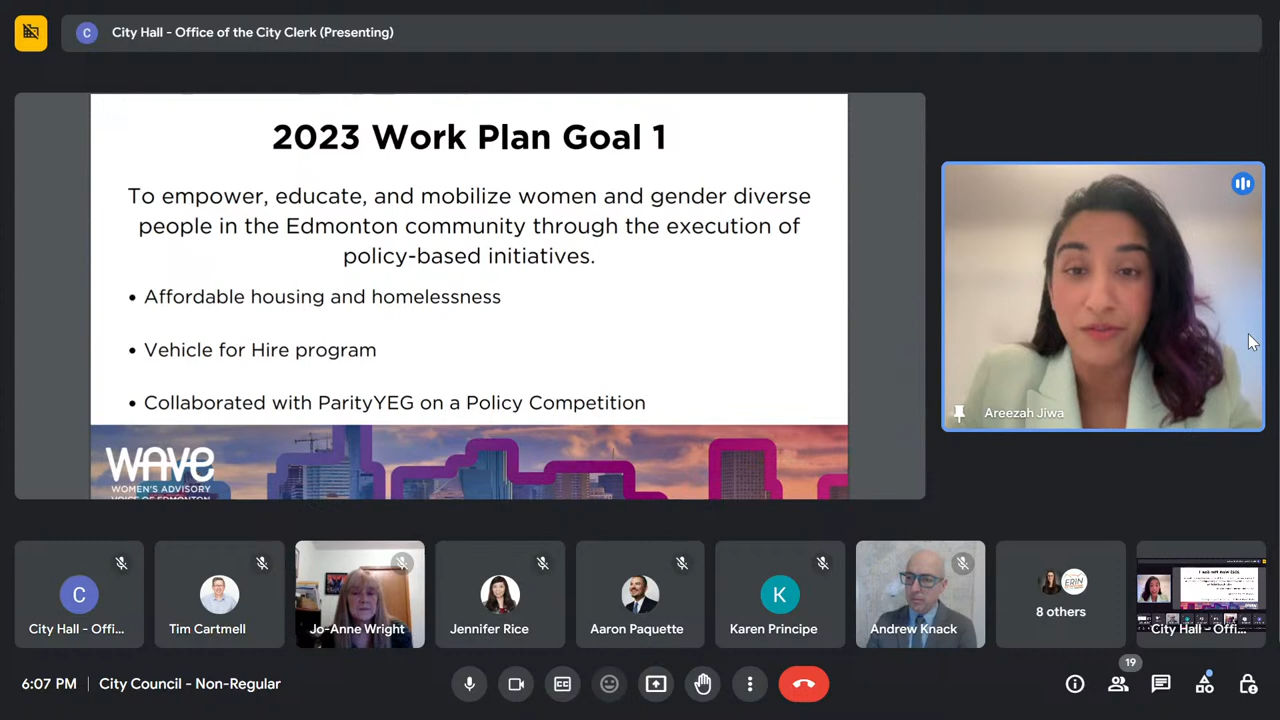 C
City Hall - Office of the City Clerk (Presenting)
2023 Work Plan Goal 1
To empower, educate, and mobilize women and gender diverse
people in the Edmonton community through the execution of
policy-based initiatives.
• Affordable housing and homelessness
• Vehicle for Hire program
• Collaborated with ParityYEG on a Policy Competition
WAVE
WOMEN'S ADVISORY
VOICE OF EDMONTON
Areezah Jiwa
C
City Hall - Offi...
Tim Cartmell
Jo-Anne Wright
Jennifer Rice
Aaron Paquette
K
Karen Principe
Andrew Knack
ERIN
8 others
City Hall - Offi...
6:07 PM | City Council - Non-Regular
19